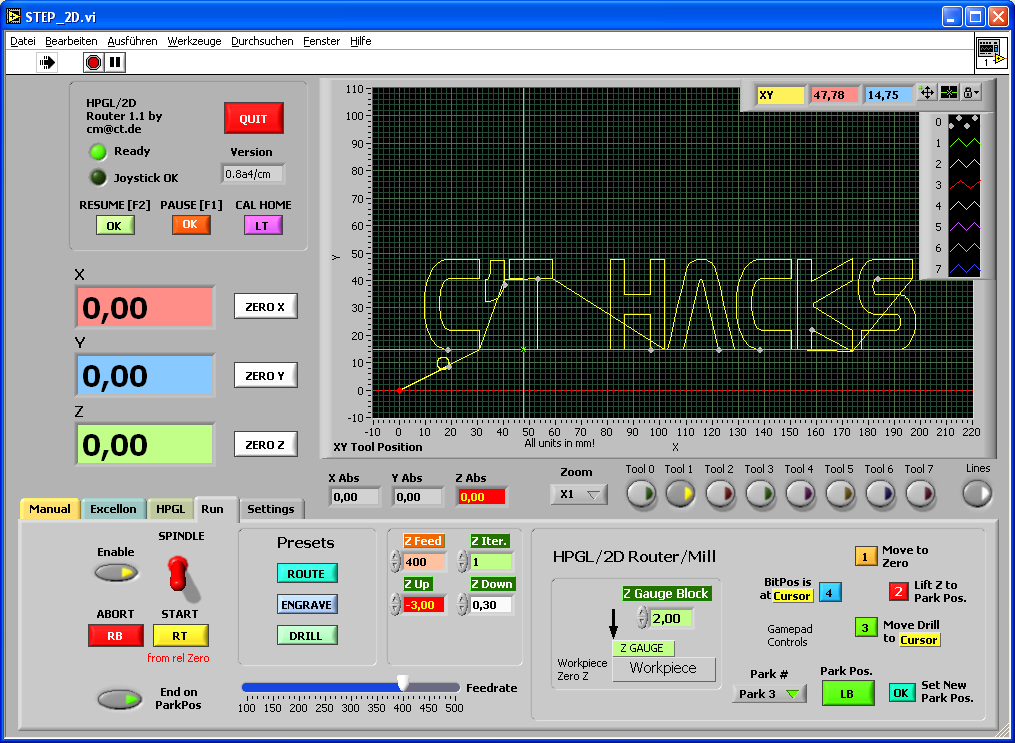 STEP_2D.vi
Datei Bearbeiten Ausführen Werkzeuge Durchsuchen Fenster Hilfe
1
HPGL/2D
Router 1.1 by
cm@ct.de
QUIT
Ready
Version
Joystick OK
0.8a4/cm
RESUME [F2] PAUSE [F1] CAL HOME
OK OK LT
X
0,00
ZERO X
Y
0,00
ZERO Y
Z
0,00
ZERO Z
XY 47,78 14,75
0
1
2
3
4
5
6
7
110
100
90
80
70
60
50
40
30
20
10
0
-10
Y
C'T HACKS
-10 0 10 20 30 40 50 60 70 80 90 100 110 120 130 140 150 160 170 180 190 200 210 220
XY Tool Position
All units in mm!
X
X Abs Y Abs Z Abs
0,00 0,00 0,00
Zoom
X1
Tool 0 Tool 1 Tool 2 Tool 3 Tool 4 Tool 5 Tool 6 Tool 7 Lines
Manual Excellon HPGL Run Settings
SPINDLE
Enable
ABORT START
RB RT
from rel Zero
End on
ParkPos
Presets
ROUTE
ENGRAVE
DRILL
Z Feed Z Iter.
400 1
Z Up Z Down
-3,00 0,30
100 150 200 250 300 350 400 450 500
Feedrate
HPGL/2D Router/Mill
Z Gauge Block
2,00
Z GAUGE
Workpiece
Zero Z
Workpiece
1 Move to
Zero
BitPos is
at Cursor 4
2 Lift Z to
Park Pos.
Gamepad
Controls
3 Move Drill
to Cursor
Park # Park Pos.
Park 3 LB OK Set New
Park Pos.